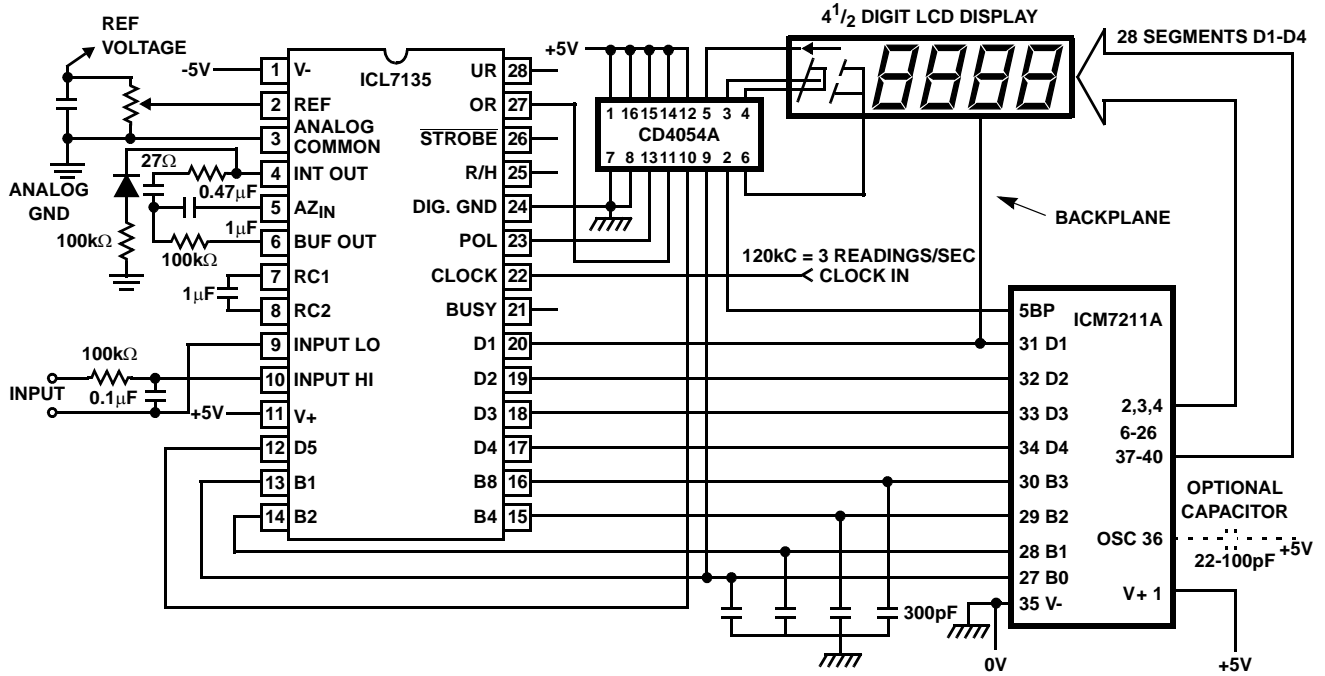 4 1/2 DIGIT LCD DISPLAY
REF
VOLTAGE
-5V
+5V
28 SEGMENTS D1-D4
ICL7135
1 V-
2 REF
3 ANALOG
COMMON
4 INT OUT
5 AZIN
6 BUF OUT
7 RC1
8 RC2
9 INPUT LO
10 INPUT HI
11 V+
12 D5
13 B1
14 B2
UR 28
OR 27
STROBE 26
R/H 25
DIG. GND 24
POL 23
CLOCK 22
BUSY 21
D1 20
D2 19
D3 18
D4 17
B8 16
B4 15
27Ω
0.47μF
ANALOG
GND
100kΩ
1μF
100kΩ
1μF
100kΩ
INPUT
0.1μF
+5V
1 16 15 14 12 5 3 4
CD4054A
7 8 13 11 10 9 2 6
BACKPLANE
120kC = 3 READINGS/SEC
CLOCK IN
ICM7211A
5BP
31 D1
32 D2
33 D3
34 D4
30 B3
29 B2
28 B1
27 B0
35 V-
2,3,4
6-26
37-40
OSC 36
V+ 1
OPTIONAL
CAPACITOR
22-100pF
+5V
300pF
0V
+5V